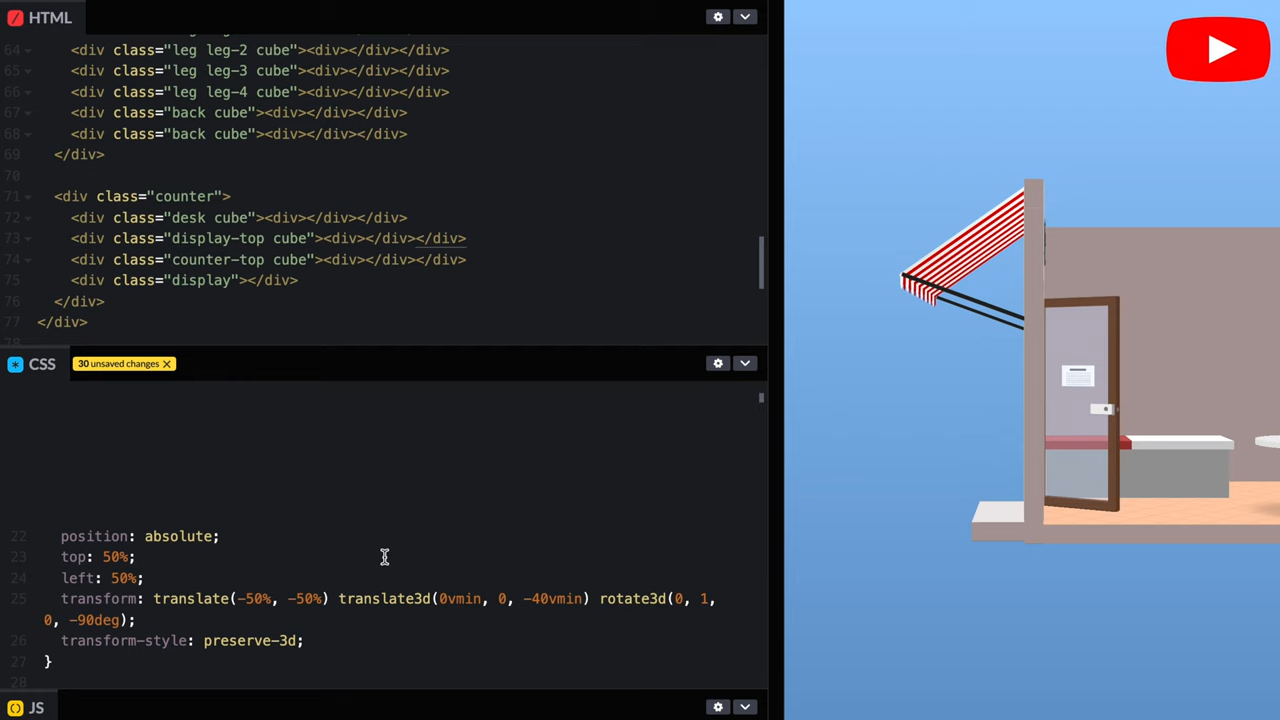 HTML
64 <div class="leg leg-2 cube"><div></div></div>
65 <div class="leg leg-3 cube"><div></div></div>
66 <div class="leg leg-4 cube"><div></div></div>
67 <div class="back cube"><div></div></div>
68 <div class="back cube"><div></div></div>
69 </div>
70
71 <div class="counter">
72 <div class="desk cube"><div></div></div>
73 <div class="display-top cube"><div></div></div>
74 <div class="counter-top cube"><div></div></div>
75 <div class="display"></div>
76 </div>
77 </div>
CSS 30 unsaved changes
22 position: absolute;
23 top: 50%;
24 left: 50%;
25 transform: translate(-50%, -50%) translate3d(0vmin, 0, -40vmin) rotate3d(0, 1,
0, -90deg);
26 transform-style: preserve-3d;
27 }
28
JS